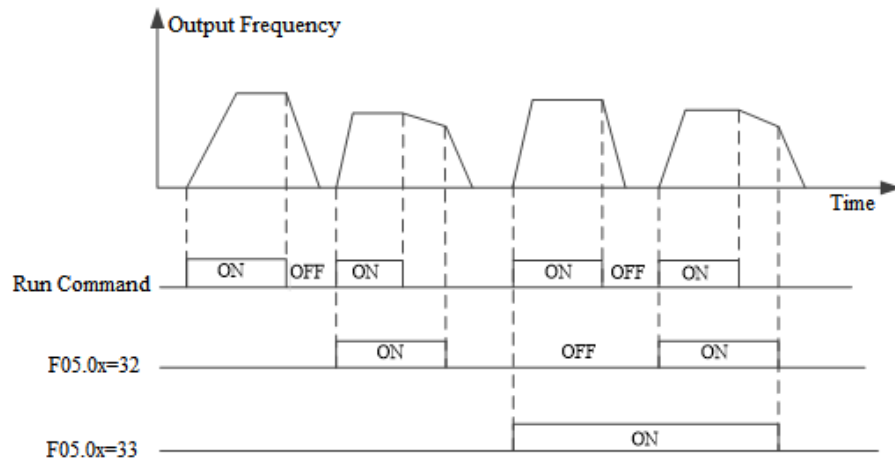 Output Frequency
Time
Run Command ON OFF ON ON OFF ON
F05.0x=32 ON OFF ON
F05.0x=33 ON